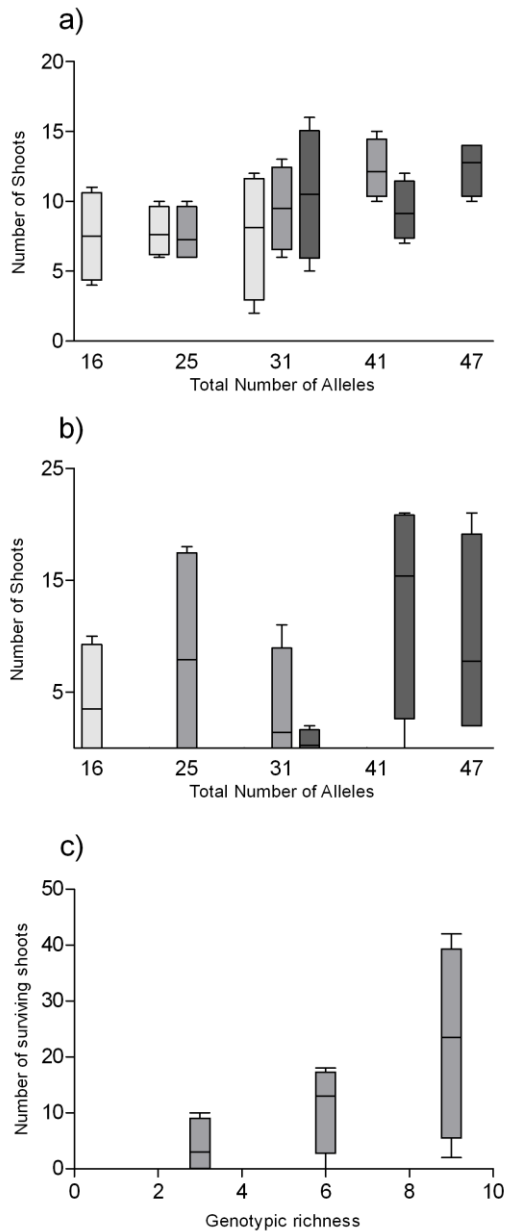 a)
20
15
10
5
0
Number of Shoots
16 25 31 41 47
Total Number of Alleles
b)
25
15
5
Number of Shoots
16 25 31 41 47
Total Number of Alleles
c)
50
40
30
20
10
0
Number of surviving shoots
0 2 4 6 8 10
Genotypic richness